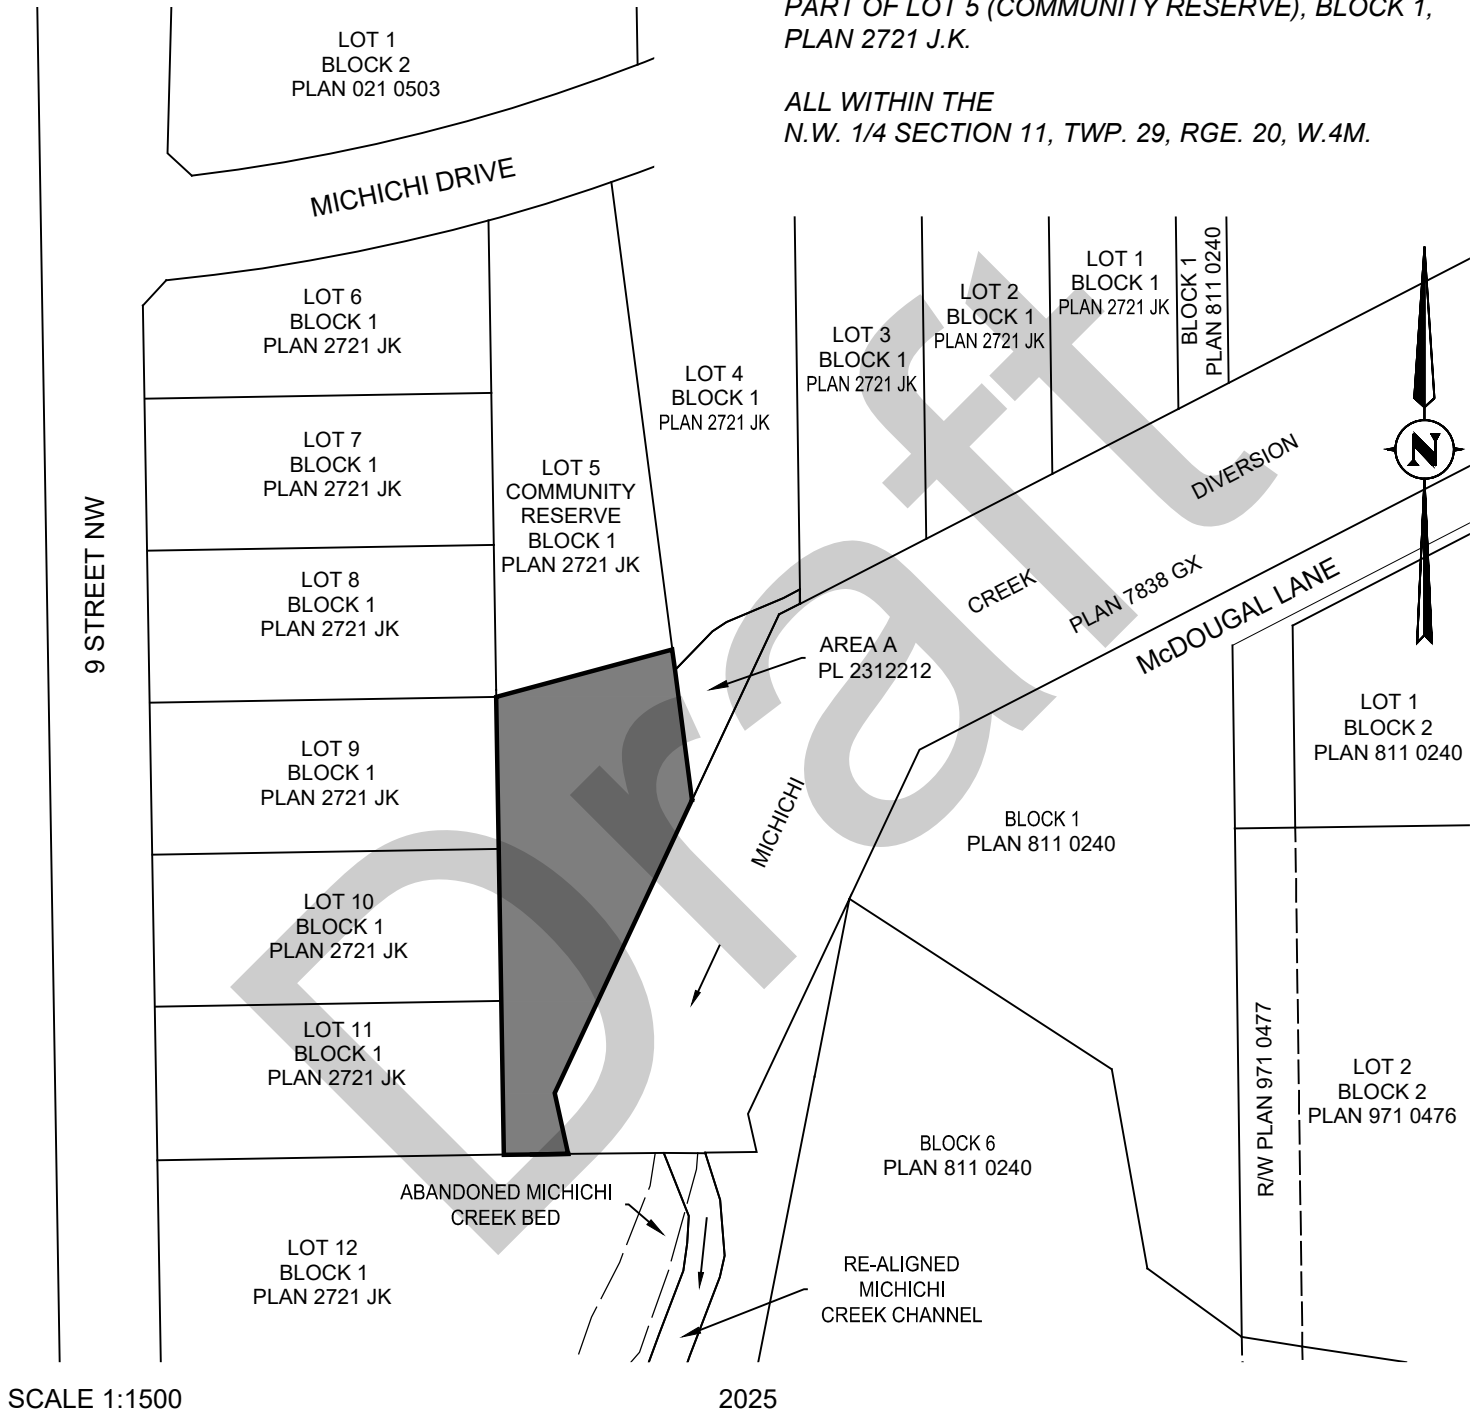 PART OF LOT 5 (COMMUNITY RESERVE), BLOCK 1,
PLAN 2721 J.K.
ALL WITHIN THE
N.W. 1/4 SECTION 11, TWP. 29, RGE. 20, W.4M.
LOT 1
BLOCK 2
PLAN 021 0503
MICHICHI DRIVE
9 STREET NW
LOT 6
BLOCK 1
PLAN 2721 JK
LOT 7
BLOCK 1
PLAN 2721 JK
LOT 8
BLOCK 1
PLAN 2721 JK
LOT 9
BLOCK 1
PLAN 2721 JK
LOT 10
BLOCK 1
PLAN 2721 JK
LOT 11
BLOCK 1
PLAN 2721 JK
LOT 12
BLOCK 1
PLAN 2721 JK
LOT 5
COMMUNITY
RESERVE
BLOCK 1
PLAN 2721 JK
LOT 4
BLOCK 1
PLAN 2721 JK
LOT 3
BLOCK 1
PLAN 2721 JK
LOT 2
BLOCK 1
PLAN 2721 JK
LOT 1
BLOCK 1
PLAN 2721 JK
BLOCK 1
PLAN 811 0240
N
DIVERSION
CREEK
MICHICHI
PLAN 7838 GX
McDOUGAL LANE
AREA A
PL 2312212
BLOCK 1
PLAN 811 0240
LOT 1
BLOCK 2
PLAN 811 0240
R/W PLAN 971 0477
LOT 2
BLOCK 2
PLAN 971 0476
BLOCK 6
PLAN 811 0240
ABANDONED MICHICHI
CREEK BED
RE-ALIGNED
MICHICHI
CREEK CHANNEL
Draft
SCALE 1:1500
2025